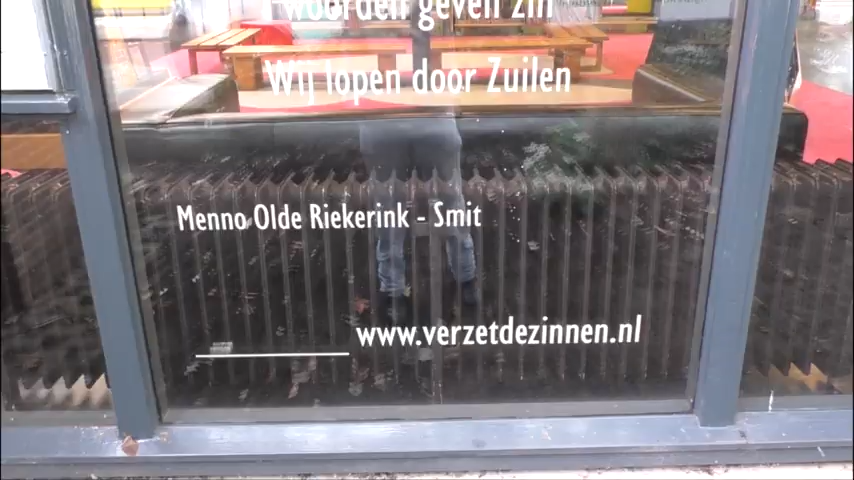 woorden geven zin
Wij lopen door Zuilen
Menno Olde Riekerink - Smit
www.verzetdezinnen.nl